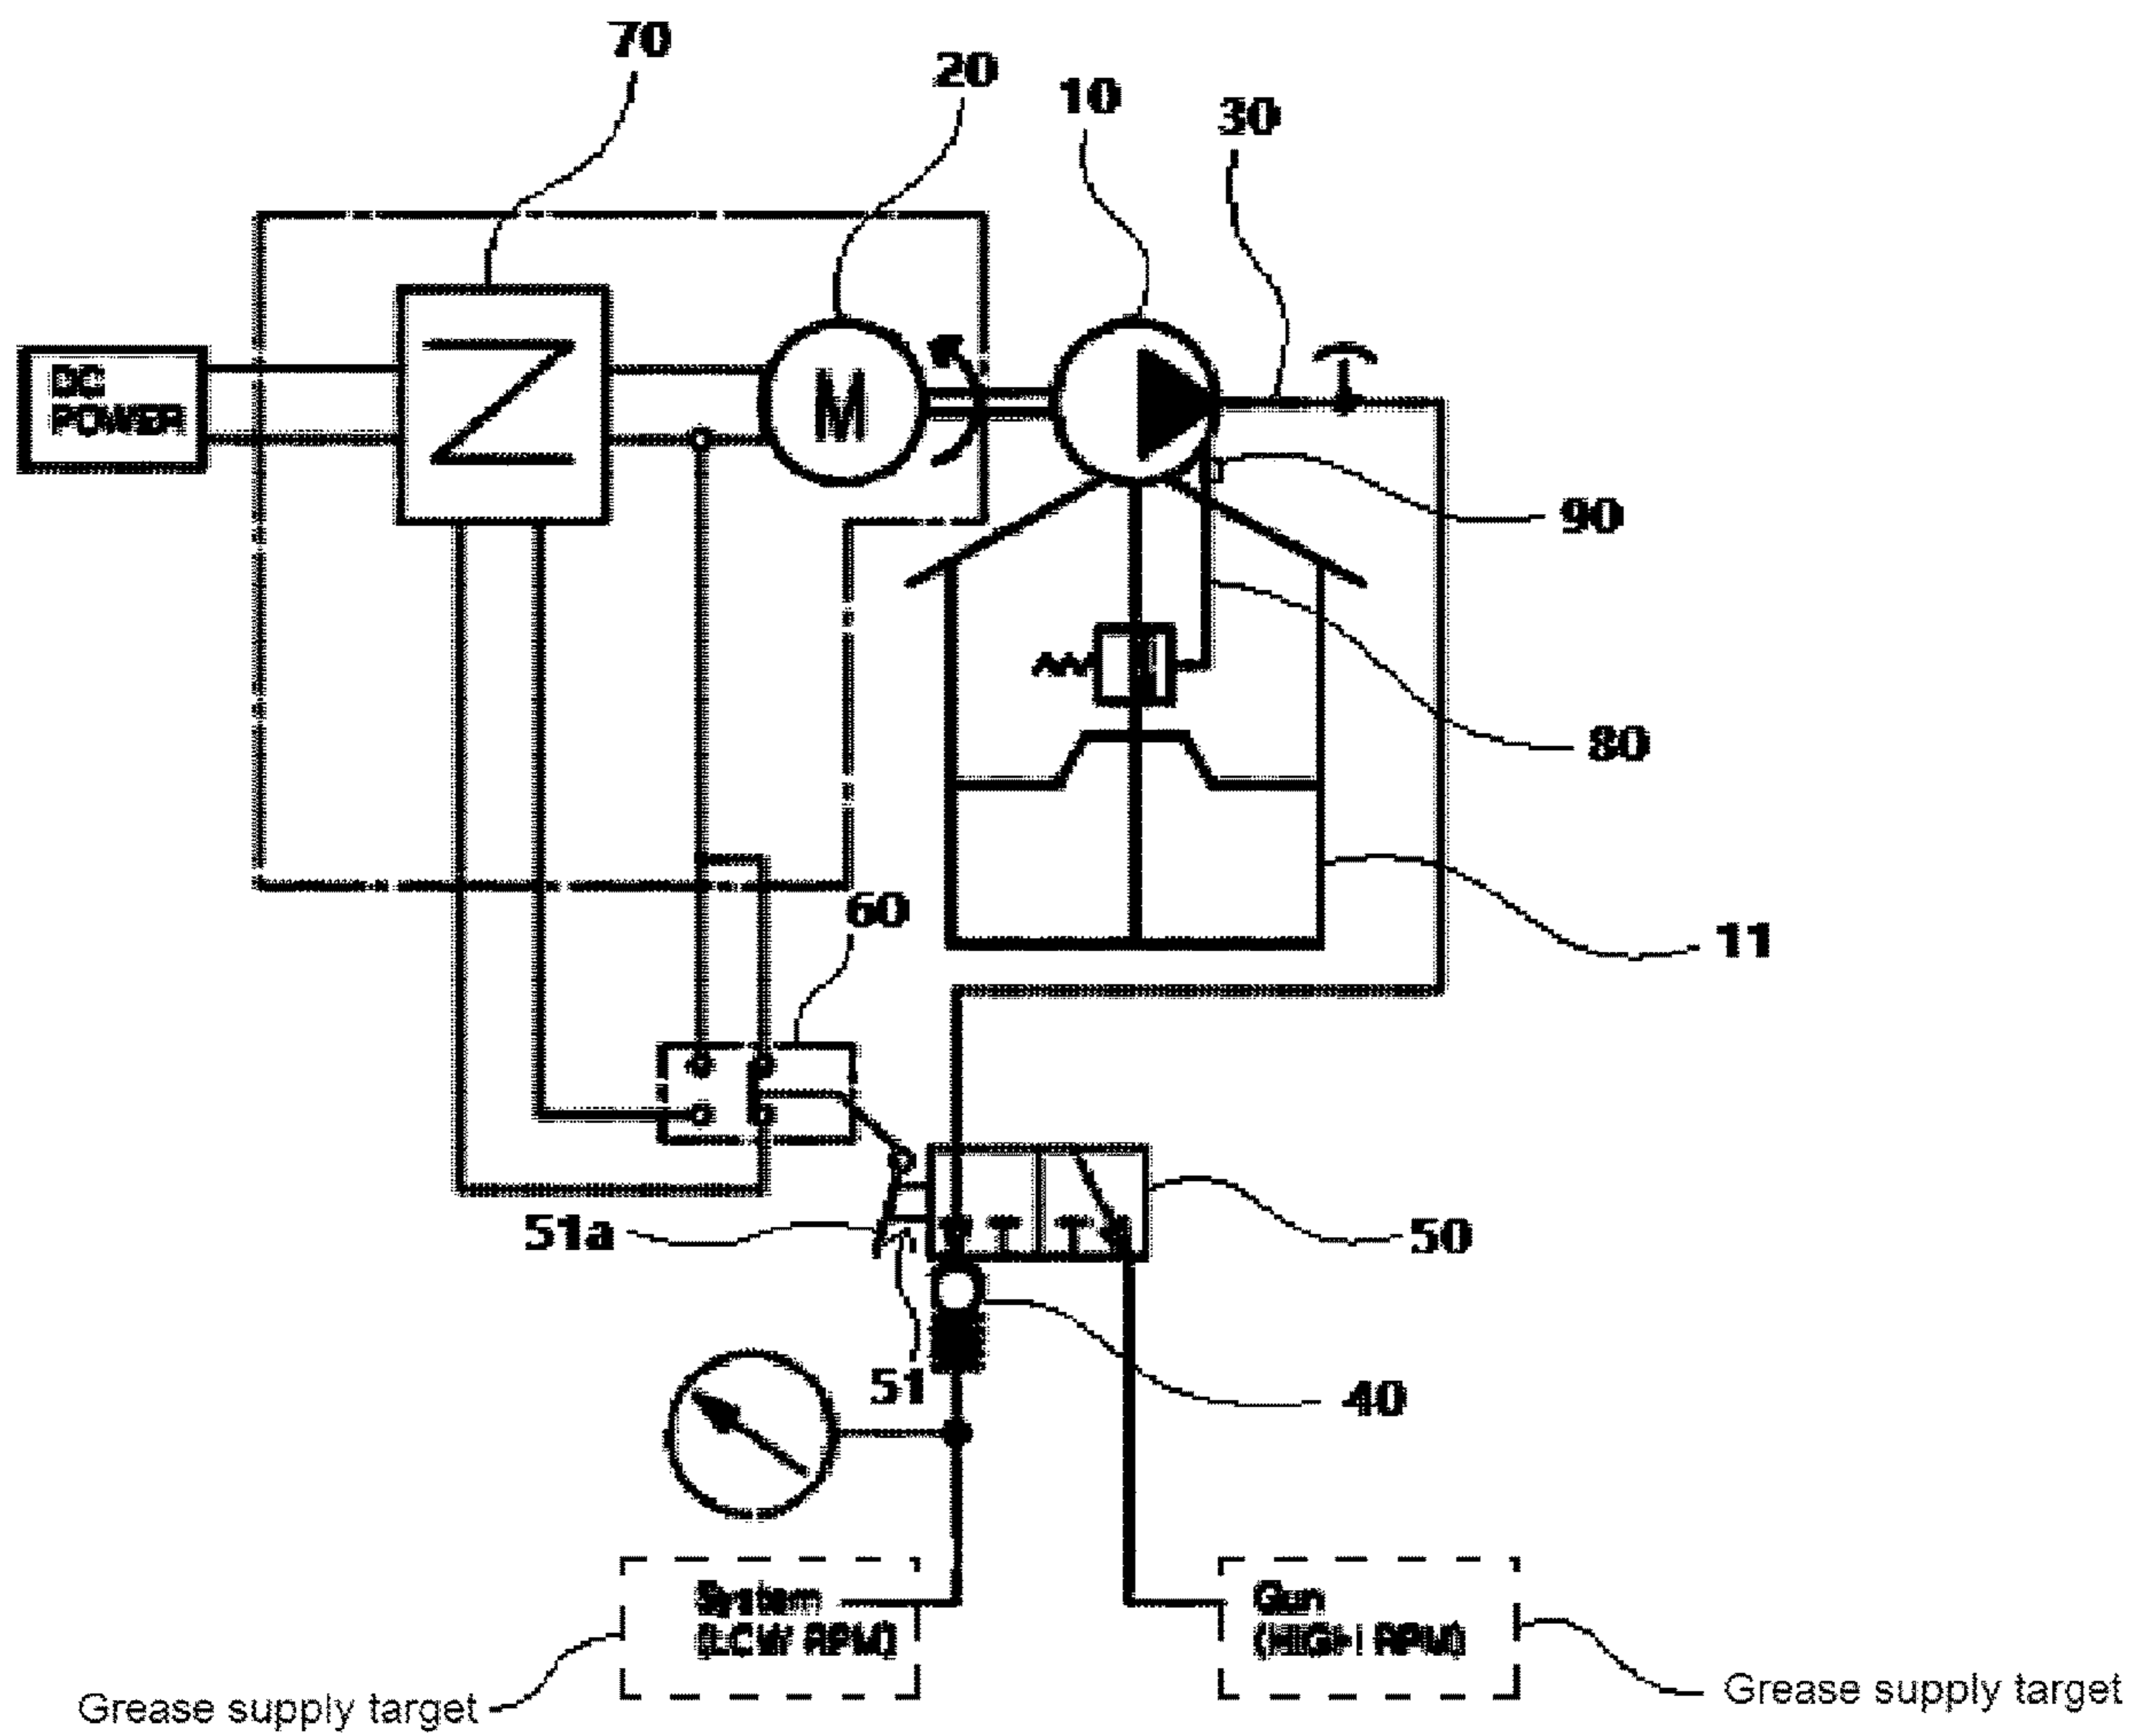 70
20
10
30
DC
POWER
M
90
80
60
11
51a
50
51
40
System
(LOW RPM)
Gun
(HIGH RPM)
Grease supply target
Grease supply target